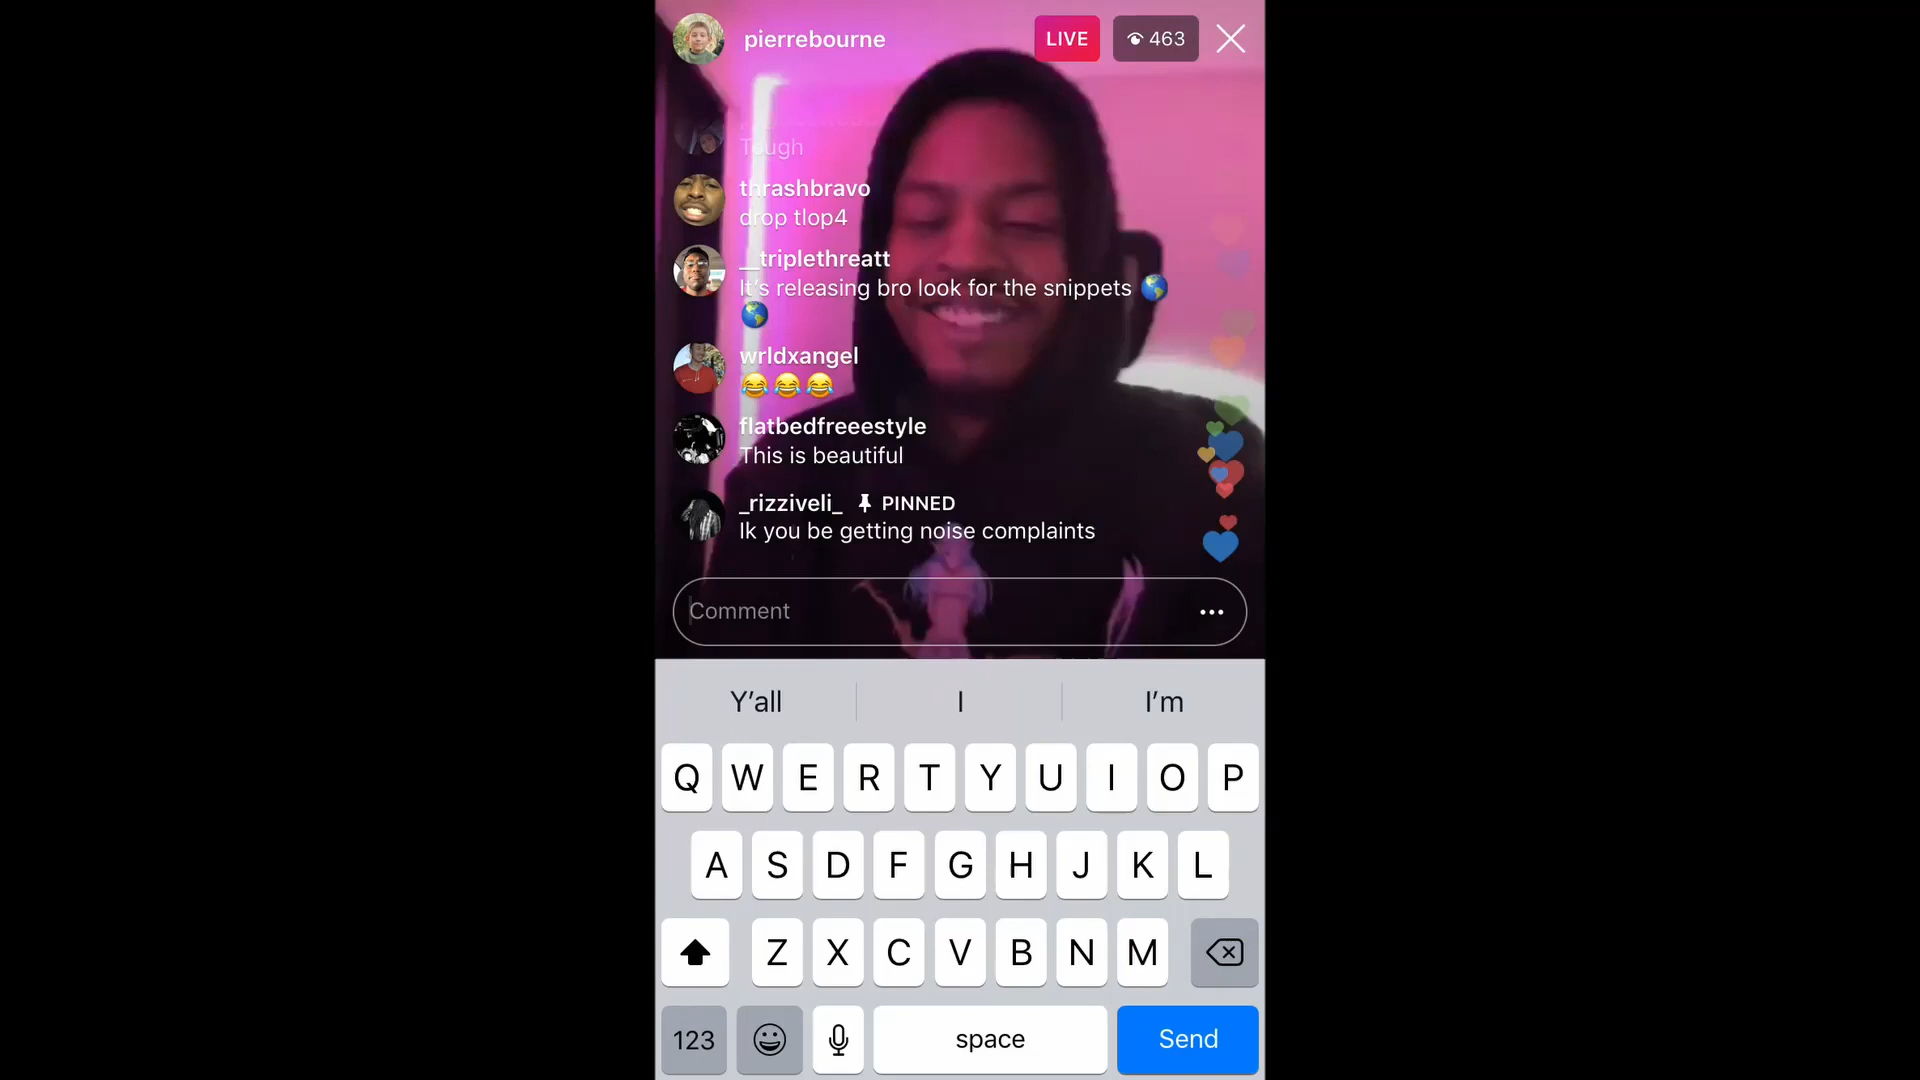 pierrebourne
LIVE
463
Tough
thrashbravo
drop tlop4
__triplethreatt
It's releasing bro look for the snippets 🌎
🌎
wrldxangel
😂😂😂
flatbedfreeestyle
This is beautiful
_rizziveli_ PINNED
Ik you be getting noise complaints
Comment
Y'all I I'm
Q W E R T Y U I O P
A S D F G H J K L
Z X C V B N M
123 space Send